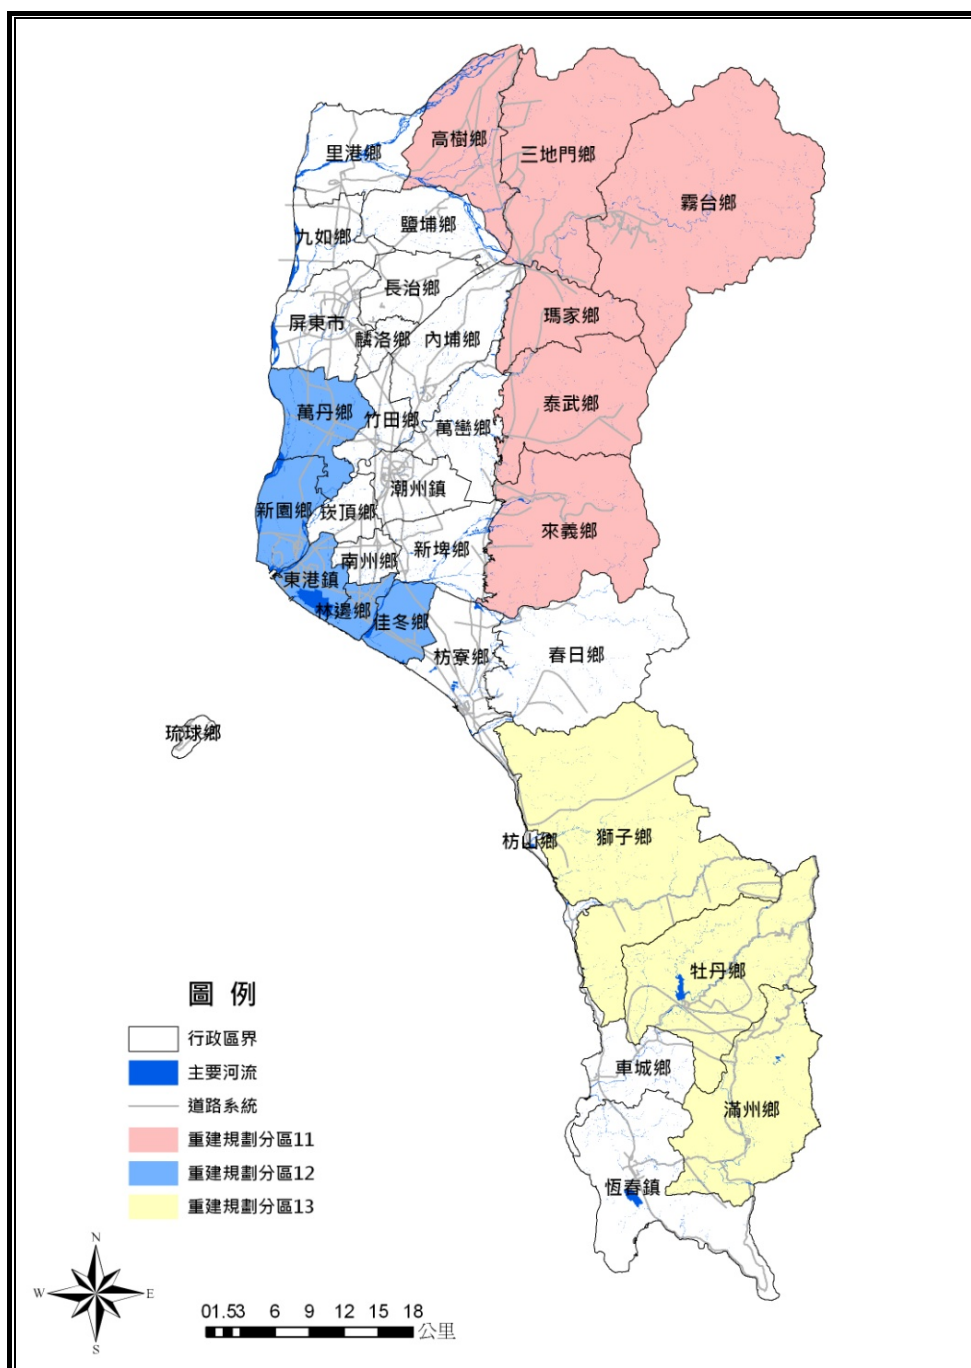 高樹鄉
里港鄉
三地門鄉
霧台鄉
鹽埔鄉
九如鄉
長治鄉
屏東市
瑪家鄉
麟洛鄉
內埔鄉
泰武鄉
萬丹鄉
竹田鄉
萬巒鄉
潮州鎮
新園鄉
崁頂鄉
來義鄉
新埤鄉
南州鄉
東港鎮
林邊鄉
佳冬鄉
枋寮鄉
春日鄉
琉球鄉
枋山鄉
獅子鄉
牡丹鄉
車城鄉
滿州鄉
恆春鎮
圖 例
行政區界
主要河流
道路系統
重建規劃分區11
重建規劃分區12
重建規劃分區13
N
W
E
S
01.53 6 9 12 15 18
公里